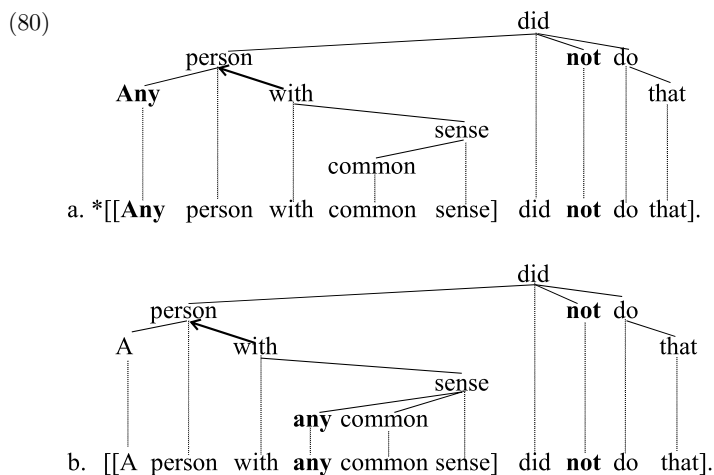 (80)
did
person not do
Any with that
sense
common
a. *[[Any person with common sense] did not do that].
did
person not do
A with that
sense
any common
b. [[A person with any common sense] did not do that].